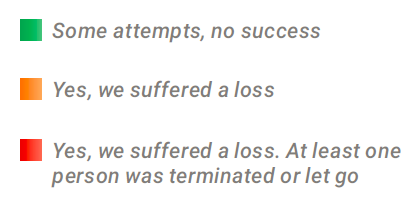 Some attempts, no success
Yes, we suffered a loss
Yes, we suffered a loss. At least one
person was terminated or let go